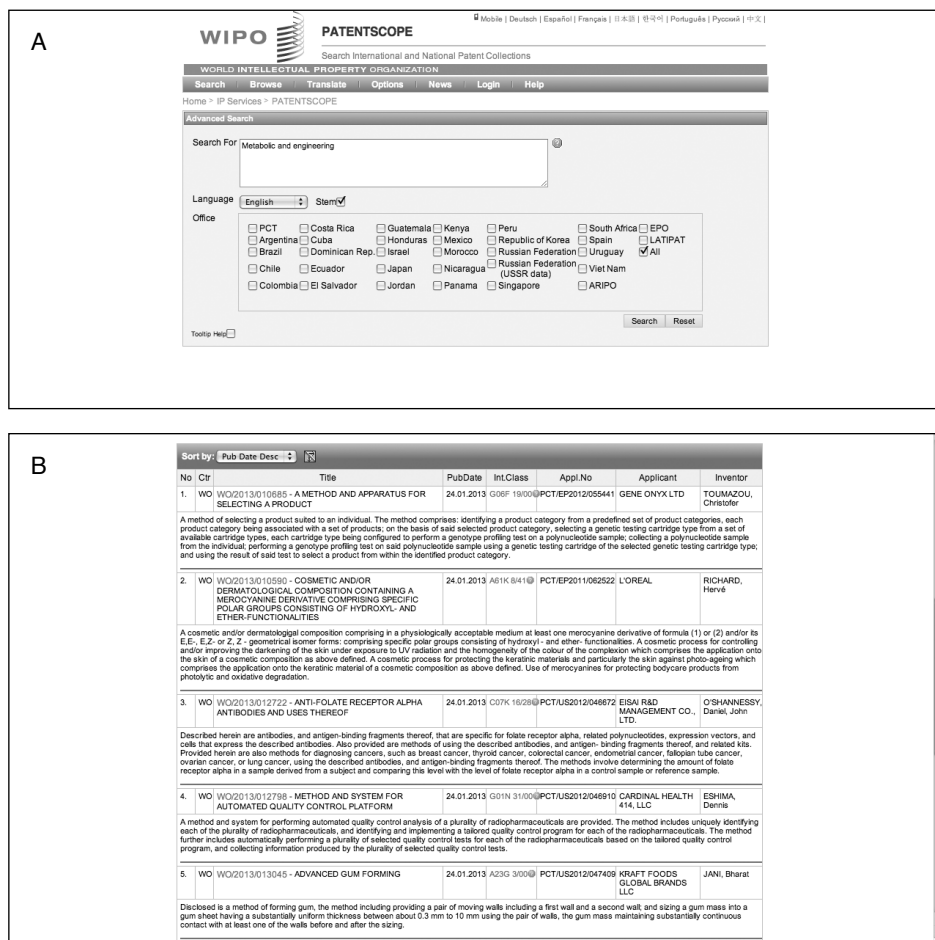 A
Mobile | Deutsch | Español | Français | 日本語 | 한국어 | Português | Русский | 中文 |
WIPO
PATENTSCOPE
Search International and National Patent Collections
WORLD INTELLECTUAL PROPERTY ORGANIZATION
Search Browse Translate Options News Login Help
Home > IP Services > PATENTSCOPE
Advanced Search
Search For Metabolic and engineering
Language English Stem
Office
PCT Costa Rica Guatemala Kenya Peru South Africa EPO
Argentina Cuba Honduras Mexico Republic of Korea Spain LATIPAT
Brazil Dominican Rep. Israel Morocco Russian Federation Uruguay All
Chile Ecuador Japan Nicaragua Russian Federation (USSR data) Viet Nam
Colombia El Salvador Jordan Panama Singapore ARIPO
Search Reset
Tooltip Help
B
Sort by: Pub Date Desc
No Ctr Title PubDate Int.Class Appl.No Applicant Inventor
1. WO WO/2013/010685 - A METHOD AND APPARATUS FOR 24.01.2013 G06F 19/00 PCT/EP2012/055441 GENE ONYX LTD TOUMAZOU,
SELECTING A PRODUCT Christofer
A method of selecting a product suited to an individual. The method comprises: identifying a product category from a predefined set of product categories, each
product category being associated with a set of products; on the basis of said selected product category, selecting a genetic testing cartridge type from a set of
available cartridge types, each cartridge type being configured to perform a genotype profiling test on a polynucleotide sample; collecting a polynucleotide sample
from the individual; performing a genotype profiling test on said polynucleotide sample using a genetic testing cartridge of the selected genetic testing cartridge type;
and using the result of said test to select a product from within the identified product category.
2. WO WO/2013/010590 - COSMETIC AND/OR 24.01.2013 A61K 8/41 PCT/EP2011/062522 L'OREAL RICHARD,
DERMATOLOGICAL COMPOSITION CONTAINING A Hervé
MEROCYANINE DERIVATIVE COMPRISING SPECIFIC
POLAR GROUPS CONSISTING OF HYDROXYL- AND
ETHER-FUNCTIONALITIES
A cosmetic and/or dermatologigal composition comprising in a physiologically acceptable medium at least one merocyanine derivative of formula (1) or (2) and/or its
E,E-, E,Z- or Z, Z - geometrical isomer forms: comprising specific polar groups consisting of hydroxyl - and ether- functionalities. A cosmetic process for controlling
and/or improving the darkening of the skin under exposure to UV radiation and the homogeneity of the colour of the complexion which comprises the application onto
the skin of a cosmetic composition as above defined. A cosmetic process for protecting the keratinic materials and particularly the skin against photo-ageing which
comprises the application onto the keratinic material of a cosmetic composition as above defined. Use of merocyanines for protecting bodycare products from
photolytic and oxidative degradation.
3. WO WO/2013/012722 - ANTI-FOLATE RECEPTOR ALPHA 24.01.2013 C07K 16/28 PCT/US2012/046672 EISAI R&D O'SHANNESSY,
ANTIBODIES AND USES THEREOF MANAGEMENT CO., Daniel, John
LTD.
Described herein are antibodies, and antigen-binding fragments thereof, that are specific for folate receptor alpha, related polynucleotides, expression vectors, and
cells that express the described antibodies. Also provided are methods of using the described antibodies, and antigen- binding fragments thereof, and related kits.
Provided herein are also methods for diagnosing cancers, such as breast cancer, thyroid cancer, colorectal cancer, endometrial cancer, fallopian tube cancer,
ovarian cancer, or lung cancer, using the described antibodies, and antigen-binding fragments thereof. The methods involve determining the amount of folate
receptor alpha in a sample derived from a subject and comparing this level with the level of folate receptor alpha in a control sample or reference sample.
4. WO WO/2013/012798 - METHOD AND SYSTEM FOR 24.01.2013 G01N 31/00 PCT/US2012/046910 CARDINAL HEALTH ESHIMA,
AUTOMATED QUALITY CONTROL PLATFORM 414, LLC Dennis
A method and system for performing automated quality control analysis of a plurality of radiopharmaceuticals are provided. The method includes uniquely identifying
each of the plurality of radiopharmaceuticals, and identifying and implementing a tailored quality control program for each of the radiopharmaceuticals. The method
further includes automatically performing a plurality of selected quality control tests for each of the radiopharmaceuticals based on the tailored quality control
program, and collecting information produced by the plurality of selected quality control tests.
5. WO WO/2013/013045 - ADVANCED GUM FORMING 24.01.2013 A23G 3/00 PCT/US2012/047409 KRAFT FOODS JANI, Bharat
GLOBAL BRANDS
LLC
Disclosed is a method of forming gum, the method including providing a pair of moving walls including a first wall and a second wall; and sizing a gum mass into a
gum sheet having a substantially uniform thickness between about 0.3 mm to 10 mm using the pair of walls, the gum mass maintaining substantially continuous
contact with at least one of the walls before and after the sizing.